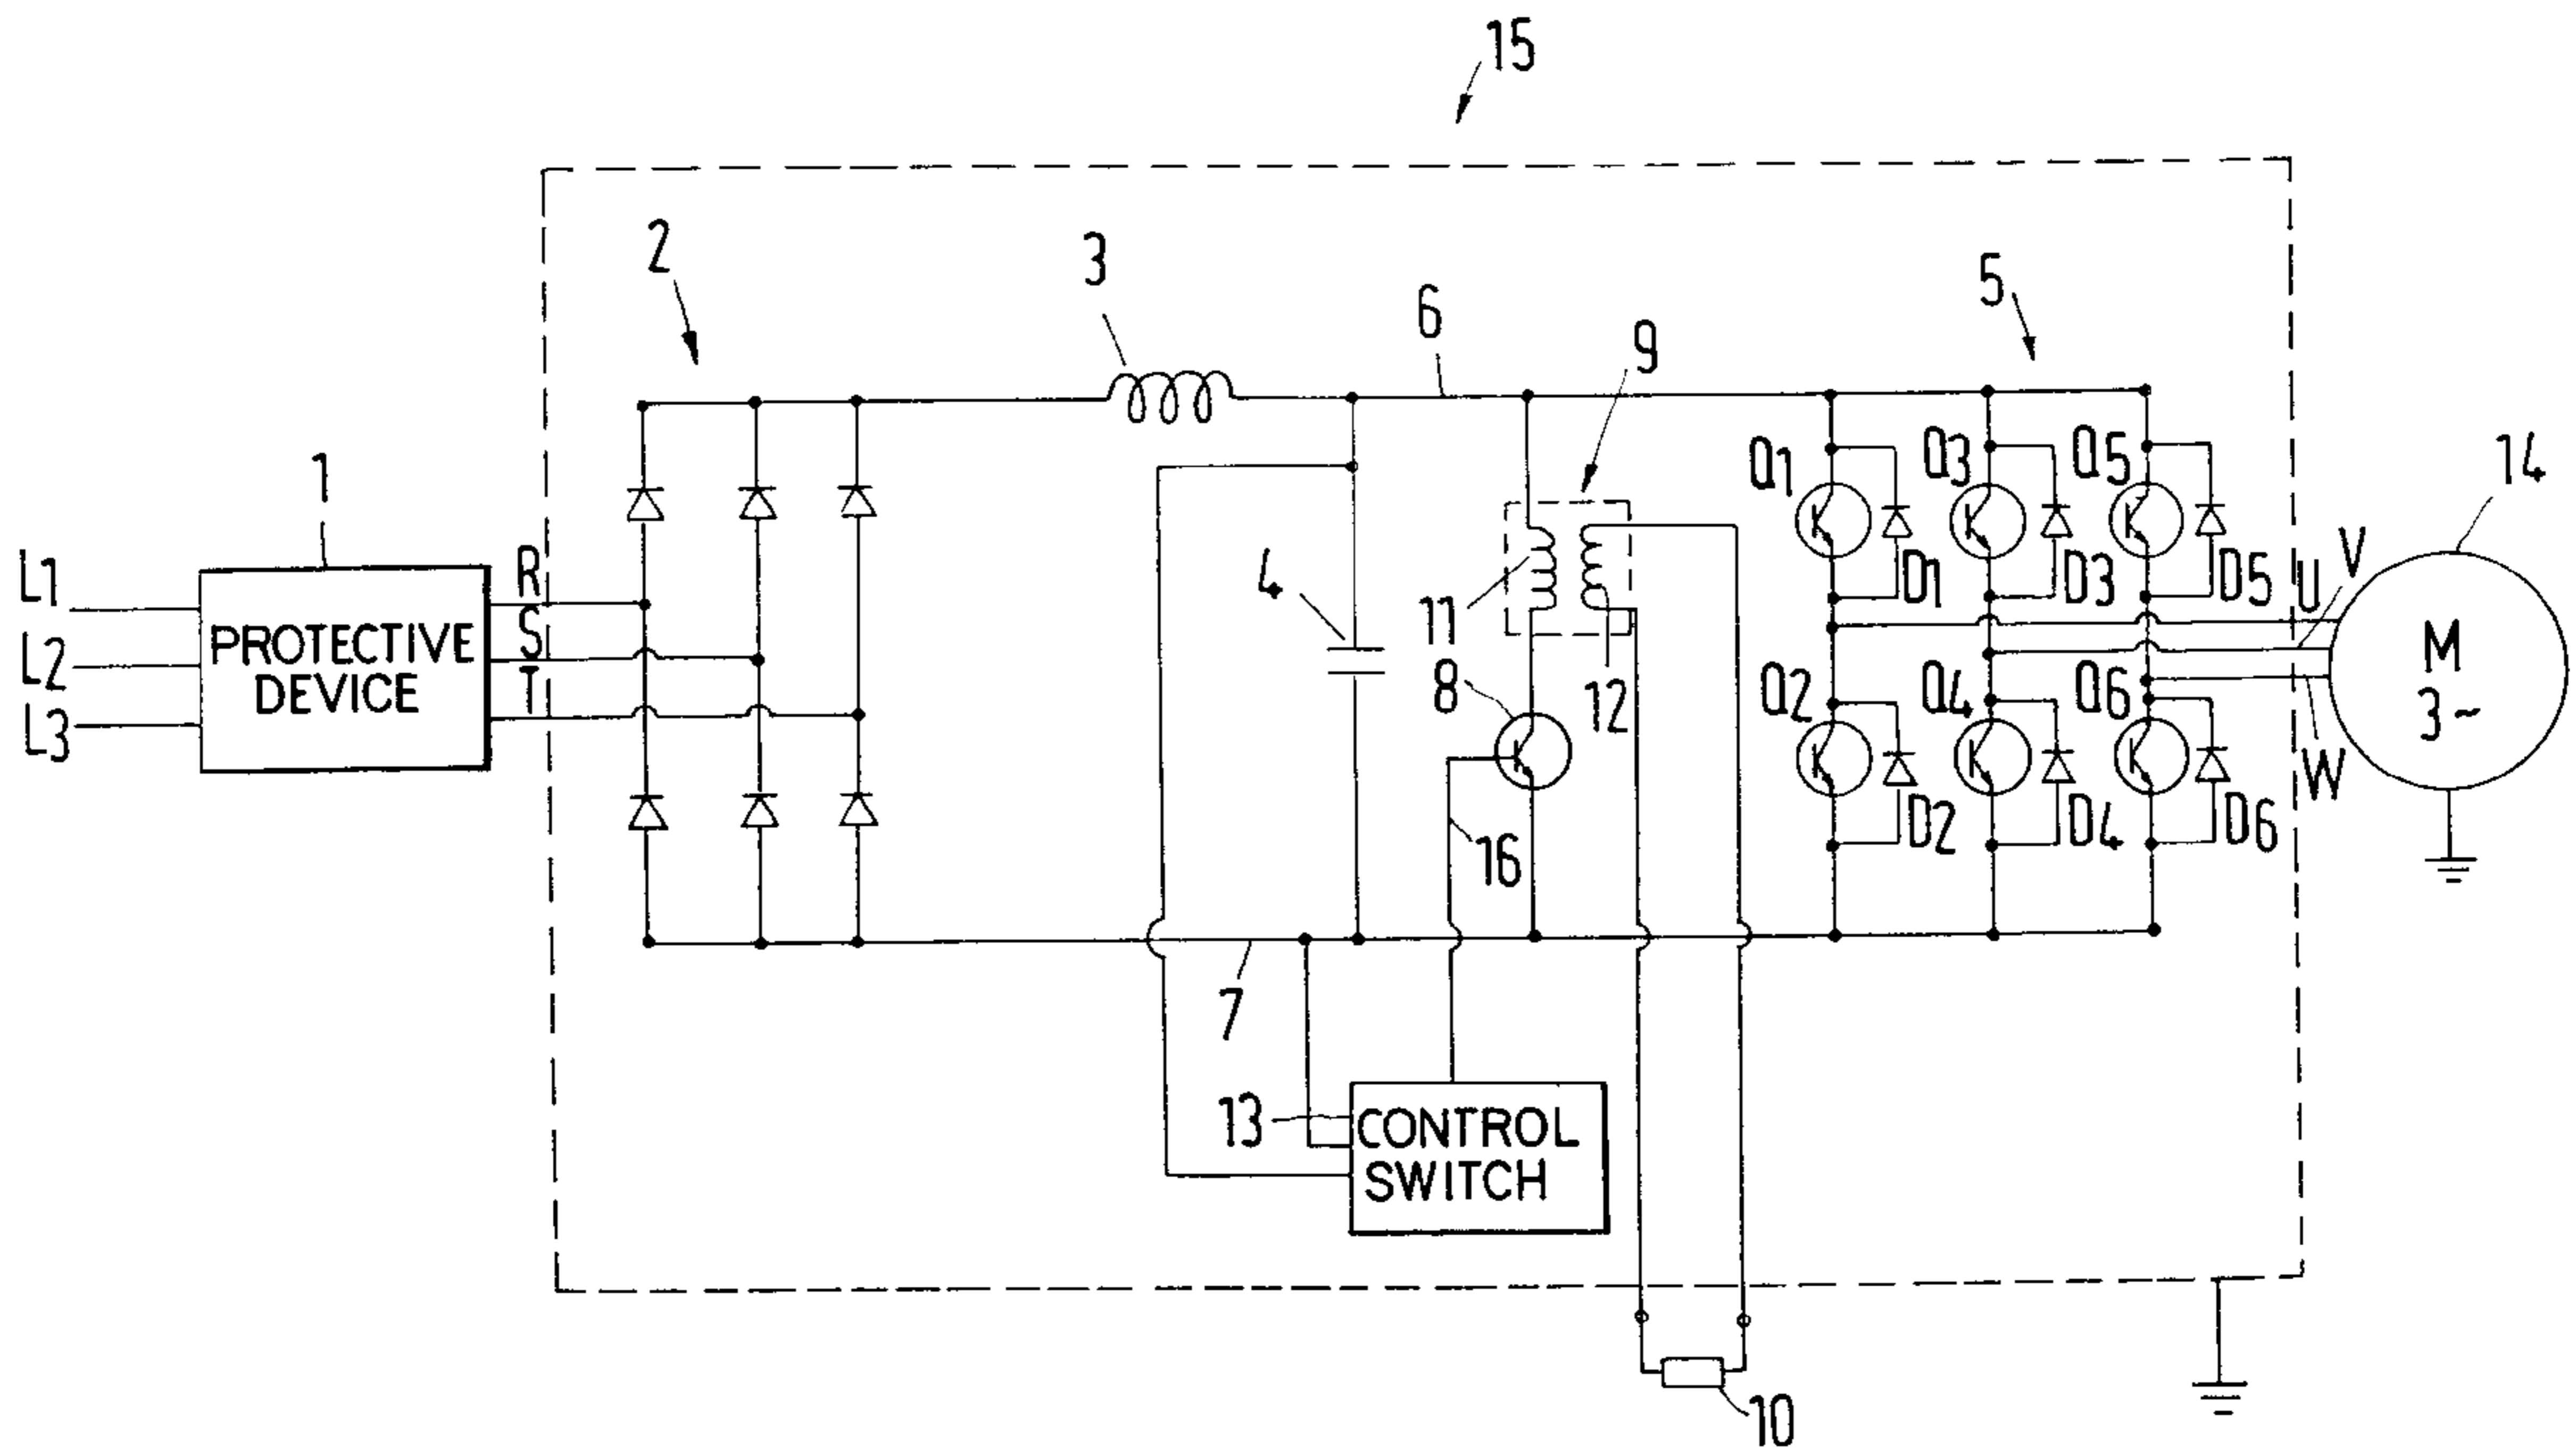 15
2
3
6
9
5
Q1
Q3
Q5
14
1
L1
L2
L3
PROTECTIVE
DEVICE
R
S
T
4
11
8
12
D1
D3
D5
U
V
M
3~
Q2
Q4
Q6
W
16
D2
D4
D6
7
13
CONTROL
SWITCH
10